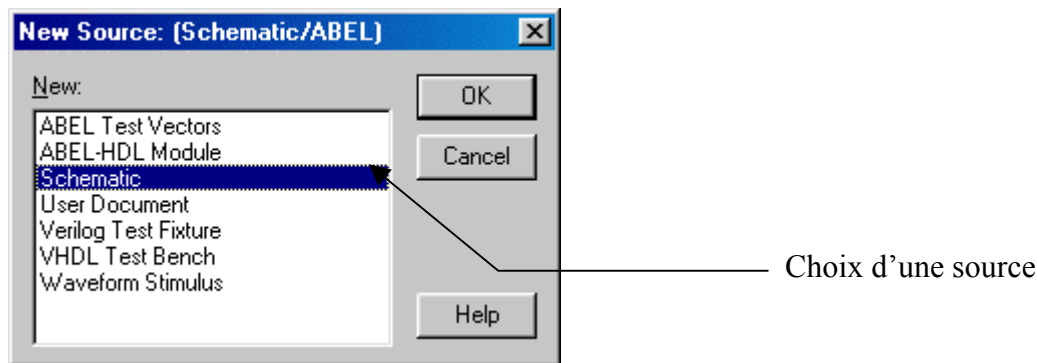 New Source: (Schematic/ABEL)
New:
OK
ABEL Test Vectors
ABEL-HDL Module
Cancel
Schematic
User Document
Verilog Test Fixture
VHDL Test Bench
Waveform Stimulus
Choix d’une source
Help